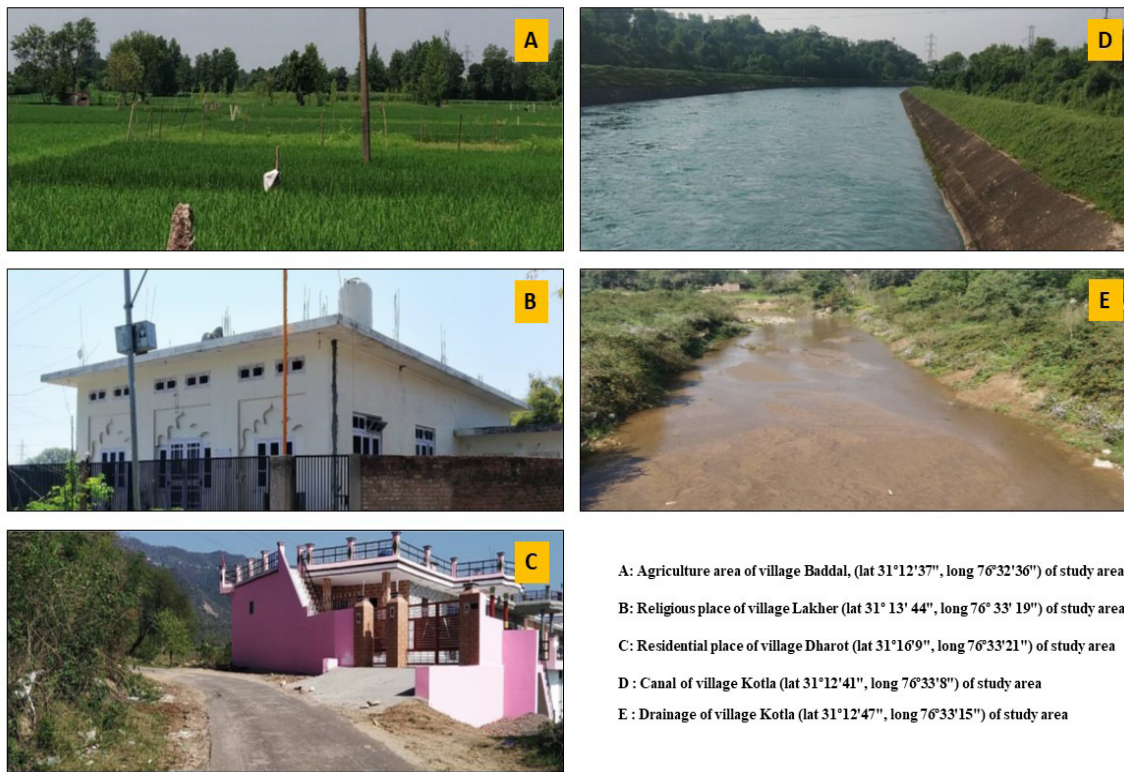 A
D
B
E
C
A: Agriculture area of village Baddal, (lat 31°12'37", long 76°32'36") of study area
B: Religious place of village Lakher (lat 31° 13' 44", long 76° 33' 19") of study area
C: Residential place of village Dharot (lat 31°16'9", long 76°33'21") of study area
D : Canal of village Kotla (lat 31°12'41", long 76°33'8") of study area
E : Drainage of village Kotla (lat 31°12'47", long 76°33'15") of study area